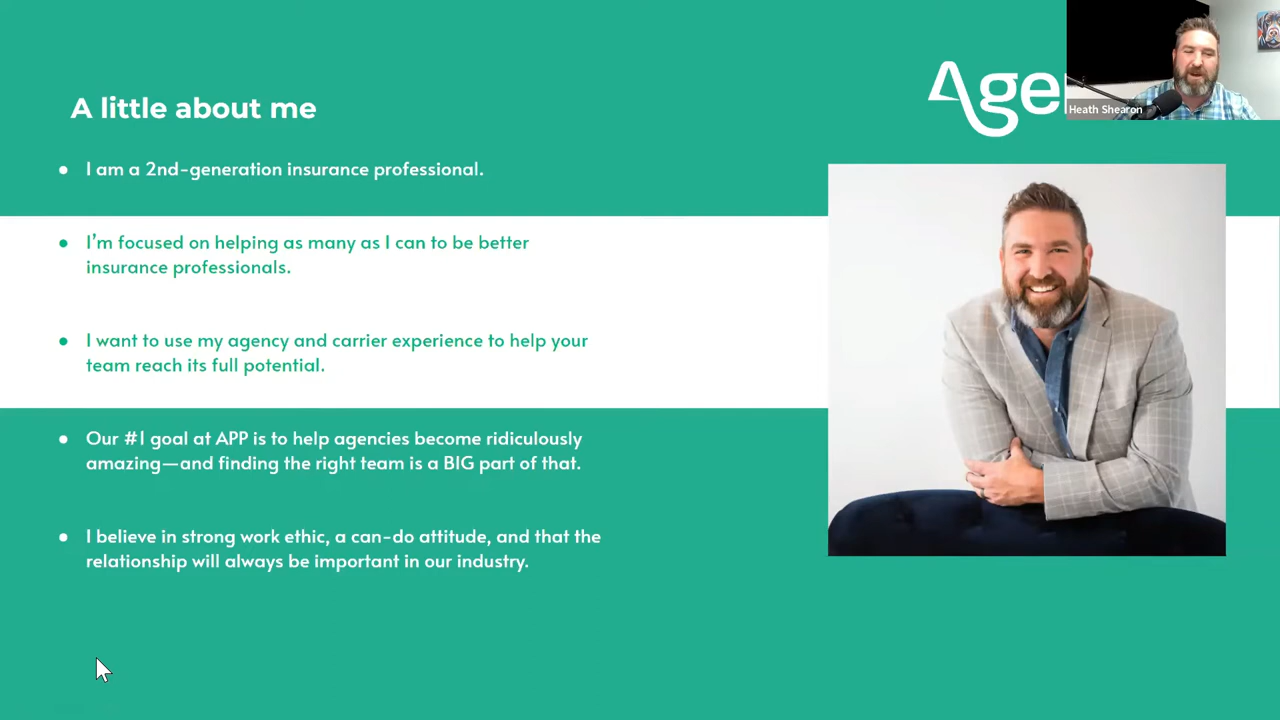 A little about me
Heath Shearon
I am a 2nd-generation insurance professional.
I’m focused on helping as many as I can to be better
insurance professionals.
I want to use my agency and carrier experience to help your
team reach its full potential.
Our #1 goal at APP is to help agencies become ridiculously
amazing—and finding the right team is a BIG part of that.
I believe in strong work ethic, a can-do attitude, and that the
relationship will always be important in our industry.